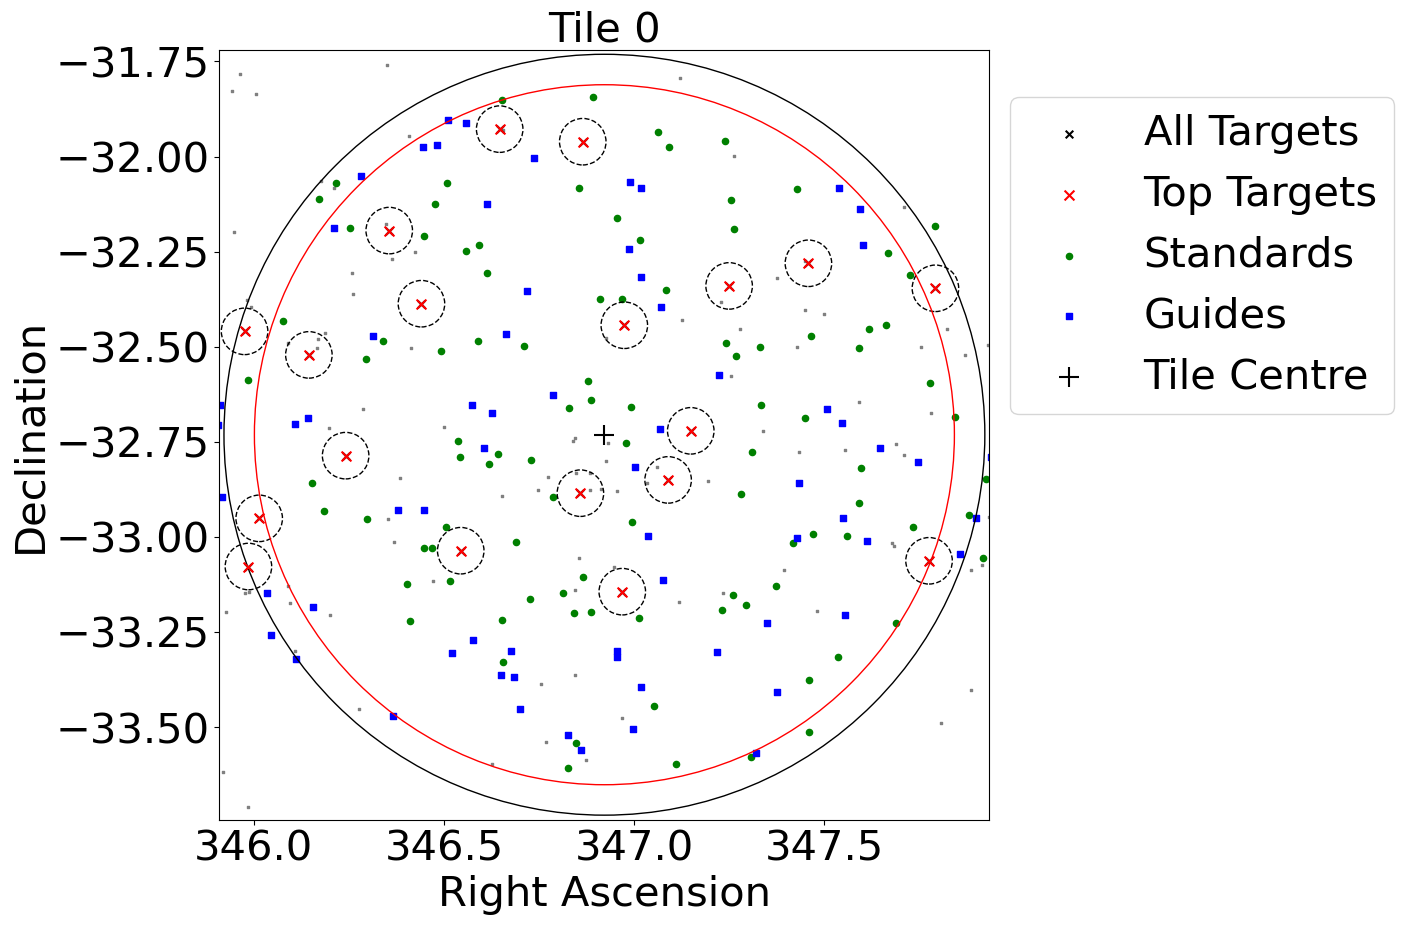 Tile 0
−31.75
−32.00
−32.25
−32.50
−32.75
−33.00
−33.25
−33.50
Declination
346.0 346.5 347.0 347.5
Right Ascension
All Targets
Top Targets
Standards
Guides
Tile Centre